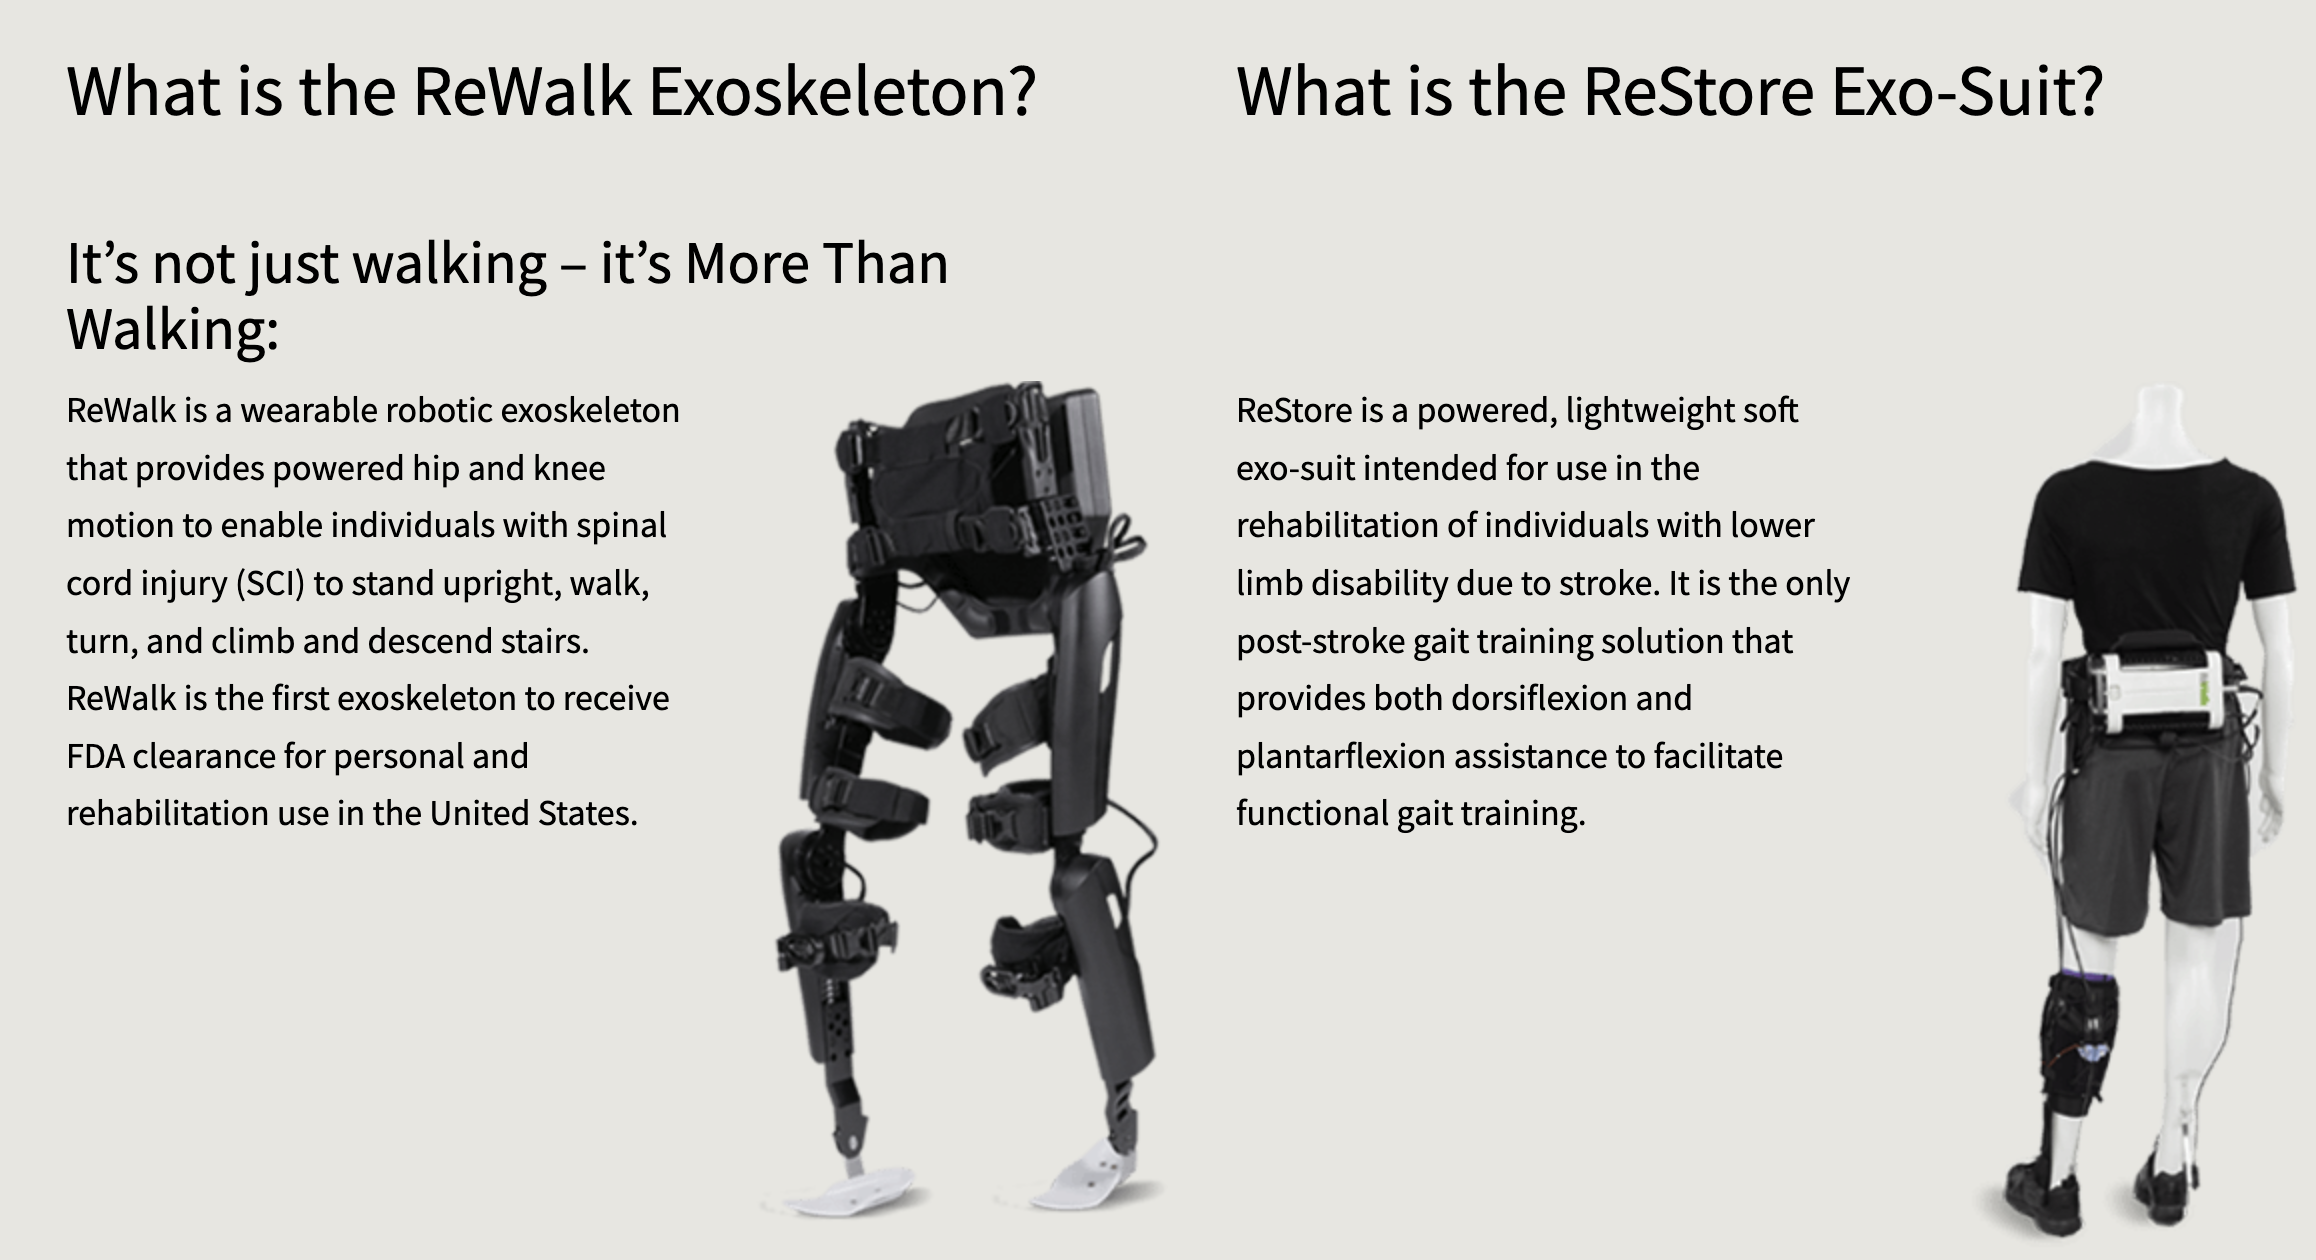 What is the ReWalk Exoskeleton?
It’s not just walking – it’s More Than
Walking:
ReWalk is a wearable robotic exoskeleton
that provides powered hip and knee
motion to enable individuals with spinal
cord injury (SCI) to stand upright, walk,
turn, and climb and descend stairs.
ReWalk is the first exoskeleton to receive
FDA clearance for personal and
rehabilitation use in the United States.
What is the ReStore Exo-Suit?
ReStore is a powered, lightweight soft
exo-suit intended for use in the
rehabilitation of individuals with lower
limb disability due to stroke. It is the only
post-stroke gait training solution that
provides both dorsiflexion and
plantarflexion assistance to facilitate
functional gait training.